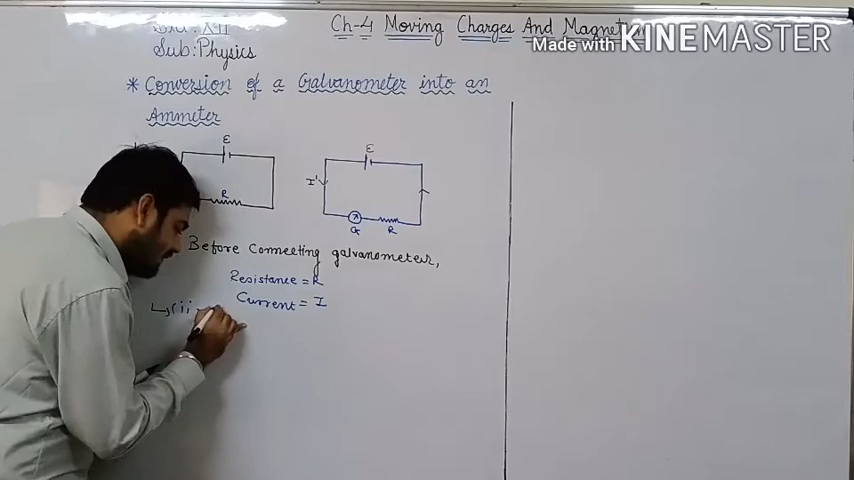 Ch-4 Moving Charges And Magnetism
Sub: Physics
Made with KINEMASTER
* Conversion of a Galvanometer into an
Ammeter
E
R
E
I'
G
R
Before Connecting galvanometer,
Resistance = R
Current = I
↳(ii